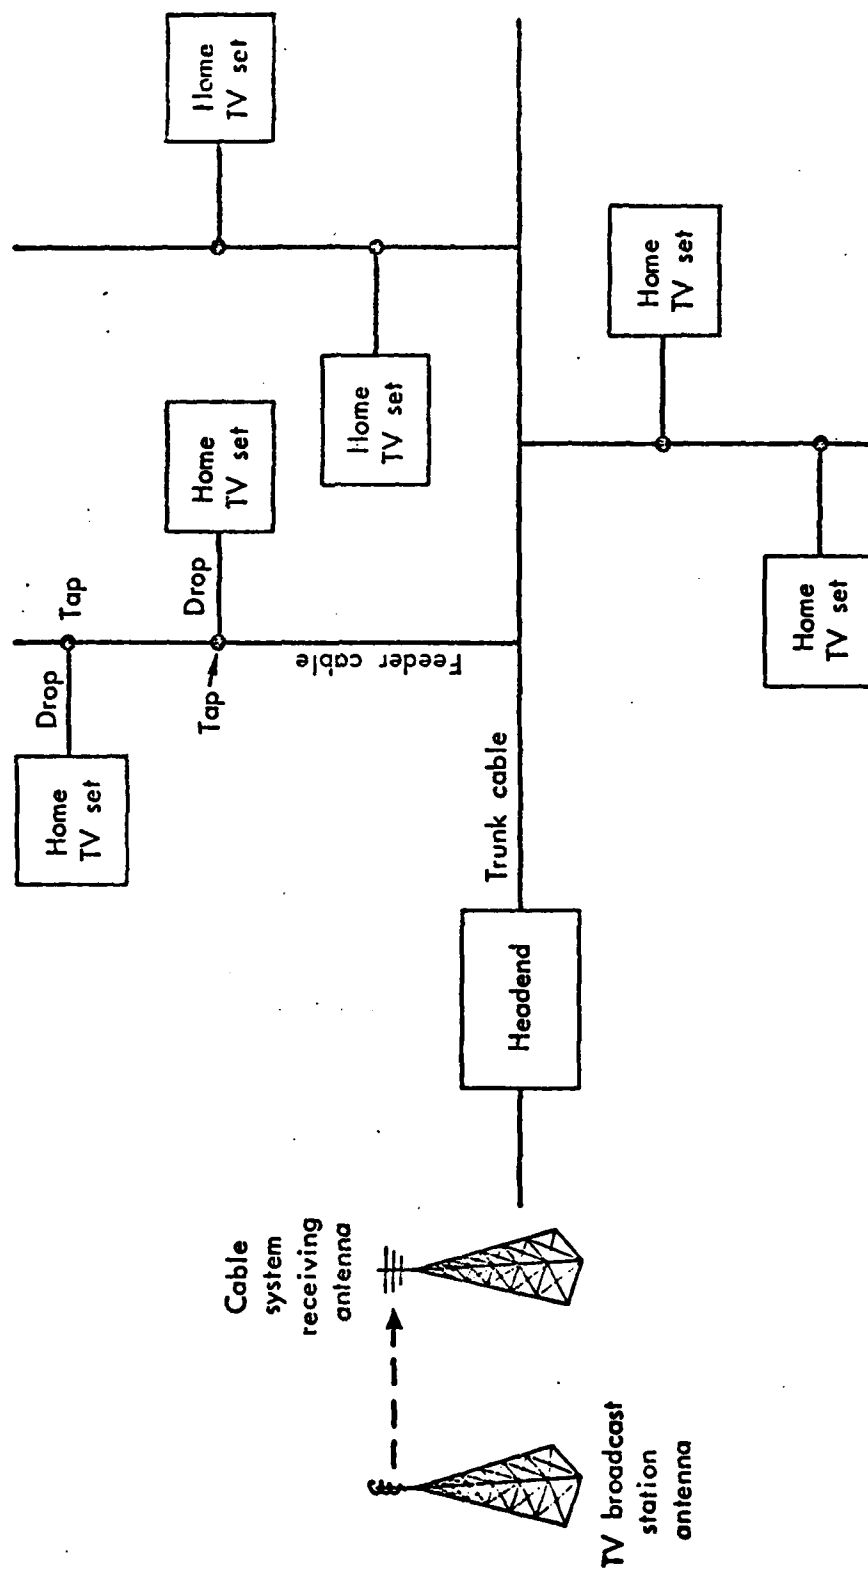 TV broadcast
station
antenna
Cable
system
receiving
antenna
Headend
Trunk cable
Feeder cable
Home
TV set
Drop
Tap
Tap
Drop
Home
TV set
Home
TV set
Home
TV set
Home
TV set
Home
TV set